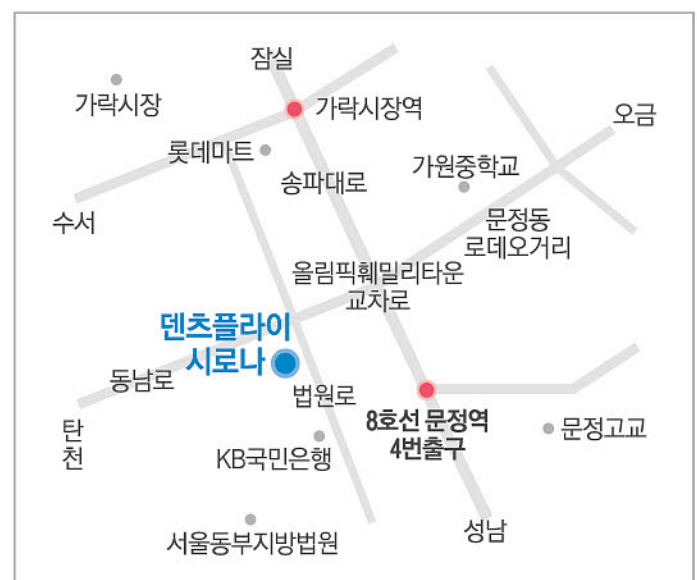 잠실
가락시장
가락시장역
오금
롯데마트
송파대로
가원중학교
수서
문정동
로데오거리
올림픽훼밀리타운
교차로
덴츠플라이
시로나
동남로
법원로
탄
천
8호선 문정역
4번출구
문정고교
KB국민은행
서울동부지방법원
성남